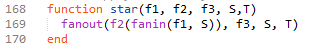 168 function star(f1, f2, f3, S,T)
169   fanout(f2(fanin(f1, S)), f3, S, T)
170 end